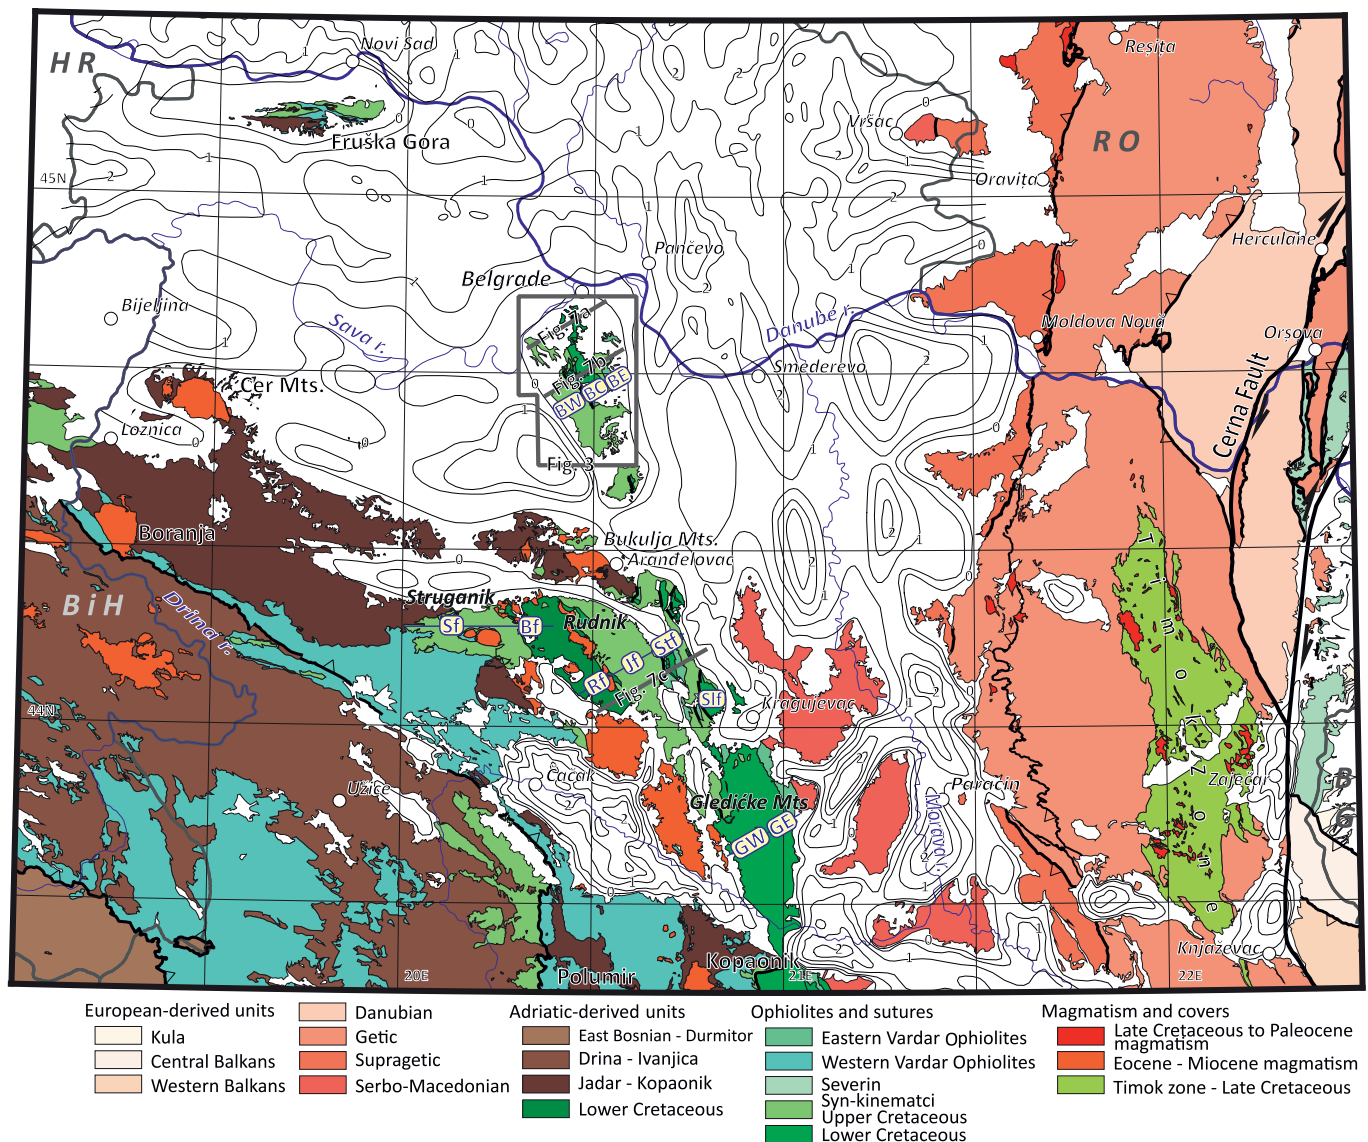 HR
Novi Sad
Reșița
Fruška Gora
Vršac
RO
45N
Oravița
Pančevo
Herculane
Belgrade
Bijeljina
Sava r.
Danube r.
Moldova Nouă
Orșova
Fig. 7a
Fig. 7b
BW
BC
BE
Smederevo
Cer Mts.
Cerna Fault
Loznica
Fig. 3
Boranja
Bukulja Mts.
Aranđelovac
BiH
Drina r.
Struganik
Rudnik
Sf
Bf
Jf
Stf
Rf
Fig. 7c
Slf
Kragujevac
Timok zone
44N
Užice
Čačak
Paraćin
Zaječar
B
G
Gledićke Mts
GW
GE
Morava r.
Knjaževac
Kopaonik
Polumir
20E
21E
22E
European-derived units
Kula
Central Balkans
Western Balkans
Danubian
Getic
Supragetic
Serbo-Macedonian
Adriatic-derived units
East Bosnian - Durmitor
Drina - Ivanjica
Jadar - Kopaonik
Lower Cretaceous
Ophiolites and sutures
Eastern Vardar Ophiolites
Western Vardar Ophiolites
Severin
Syn-kinematci
Upper Cretaceous
Lower Cretaceous
Magmatism and covers
Late Cretaceous to Paleocene
magmatism
Eocene - Miocene magmatism
Timok zone - Late Cretaceous